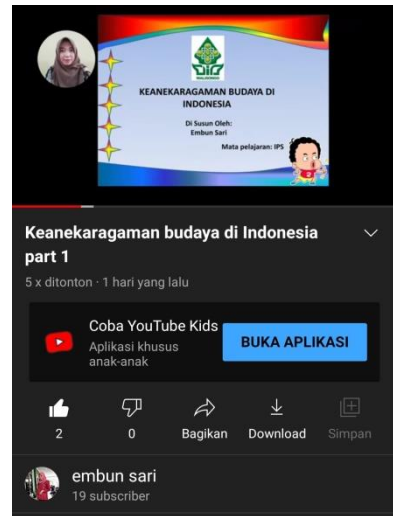 KEANEKARAGAMAN BUDAYA DI
INDONESIA
Di Susun Oleh:
Embun Sari
Mata pelajaran: IPS
Keanekaragaman budaya di Indonesia
part 1
5 x ditonton · 1 hari yang lalu
Coba YouTube Kids
Aplikasi khusus
anak-anak
BUKA APLIKASI
2
0
Bagikan
Download
Simpan
embun sari
19 subscriber